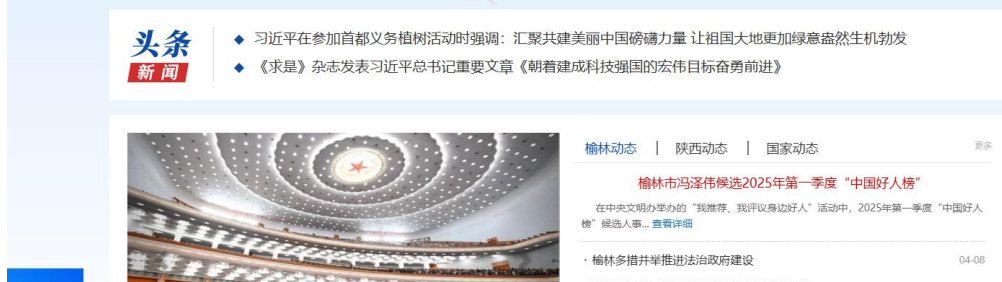 头条
新闻
习近平在参加首都义务植树活动时强调：汇聚共建美丽中国磅礴力量 让祖国大地更加绿意盎然生机勃发
《求是》杂志发表习近平总书记重要文章《朝着建成科技强国的宏伟目标奋勇前进》
榆林动态 | 陕西动态 | 国家动态 更多
榆林市冯泽伟候选2025年第一季度“中国好人榜”
在中央文明办举办的“我推荐、我评议身边好人”活动中，2025年第一季度“中国好人
榜”候选人事... 查看详细
· 榆林多措并举推进法治政府建设 04-08